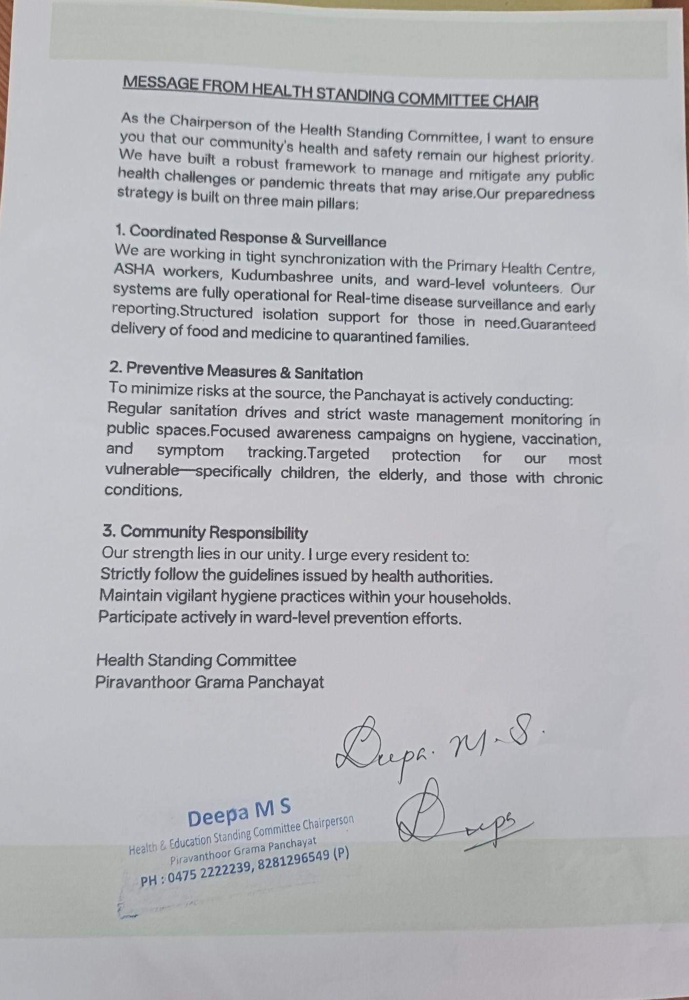 MESSAGE FROM HEALTH STANDING COMMITTEE CHAIR
As the Chairperson of the Health Standing Committee, I want to ensure
you that our community's health and safety remain our highest priority.
We have built a robust framework to manage and mitigate any public
health challenges or pandemic threats that may arise.Our preparedness
strategy is built on three main pillars:
1. Coordinated Response & Surveillance
We are working in tight synchronization with the Primary Health Centre,
ASHA workers, Kudumbashree units, and ward-level volunteers. Our
systems are fully operational for Real-time disease surveillance and early
reporting.Structured isolation support for those in need.Guaranteed
delivery of food and medicine to quarantined families.
2. Preventive Measures & Sanitation
To minimize risks at the source, the Panchayat is actively conducting:
Regular sanitation drives and strict waste management monitoring in
public spaces.Focused awareness campaigns on hygiene, vaccination,
and symptom tracking.Targeted protection for our most
vulnerable—specifically children, the elderly, and those with chronic
conditions.
3. Community Responsibility
Our strength lies in our unity. I urge every resident to:
Strictly follow the guidelines issued by health authorities.
Maintain vigilant hygiene practices within your households.
Participate actively in ward-level prevention efforts.
Health Standing Committee
Piravanthoor Grama Panchayat
Deepa. M.S.
Deepa
Deepa M S
Health & Education Standing Committee Chairperson
Piravanthoor Grama Panchayat
PH : 0475 2222239, 8281296549 (P)